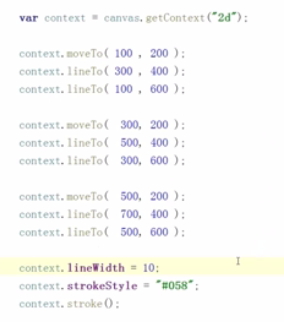 var context = canvas.getContext("2d");
context.moveTo( 100 , 200 );
context.lineTo( 300 , 400 );
context.lineTo( 100 , 600 );
context.moveTo( 300, 200 );
context.lineTo( 500, 400 );
context.lineTo( 300, 600 );
context.moveTo( 500, 200 );
context.lineTo( 700, 400 );
context.lineTo( 500, 600 );
context.lineWidth = 10;
context.strokeStyle = "#058";
context.stroke();